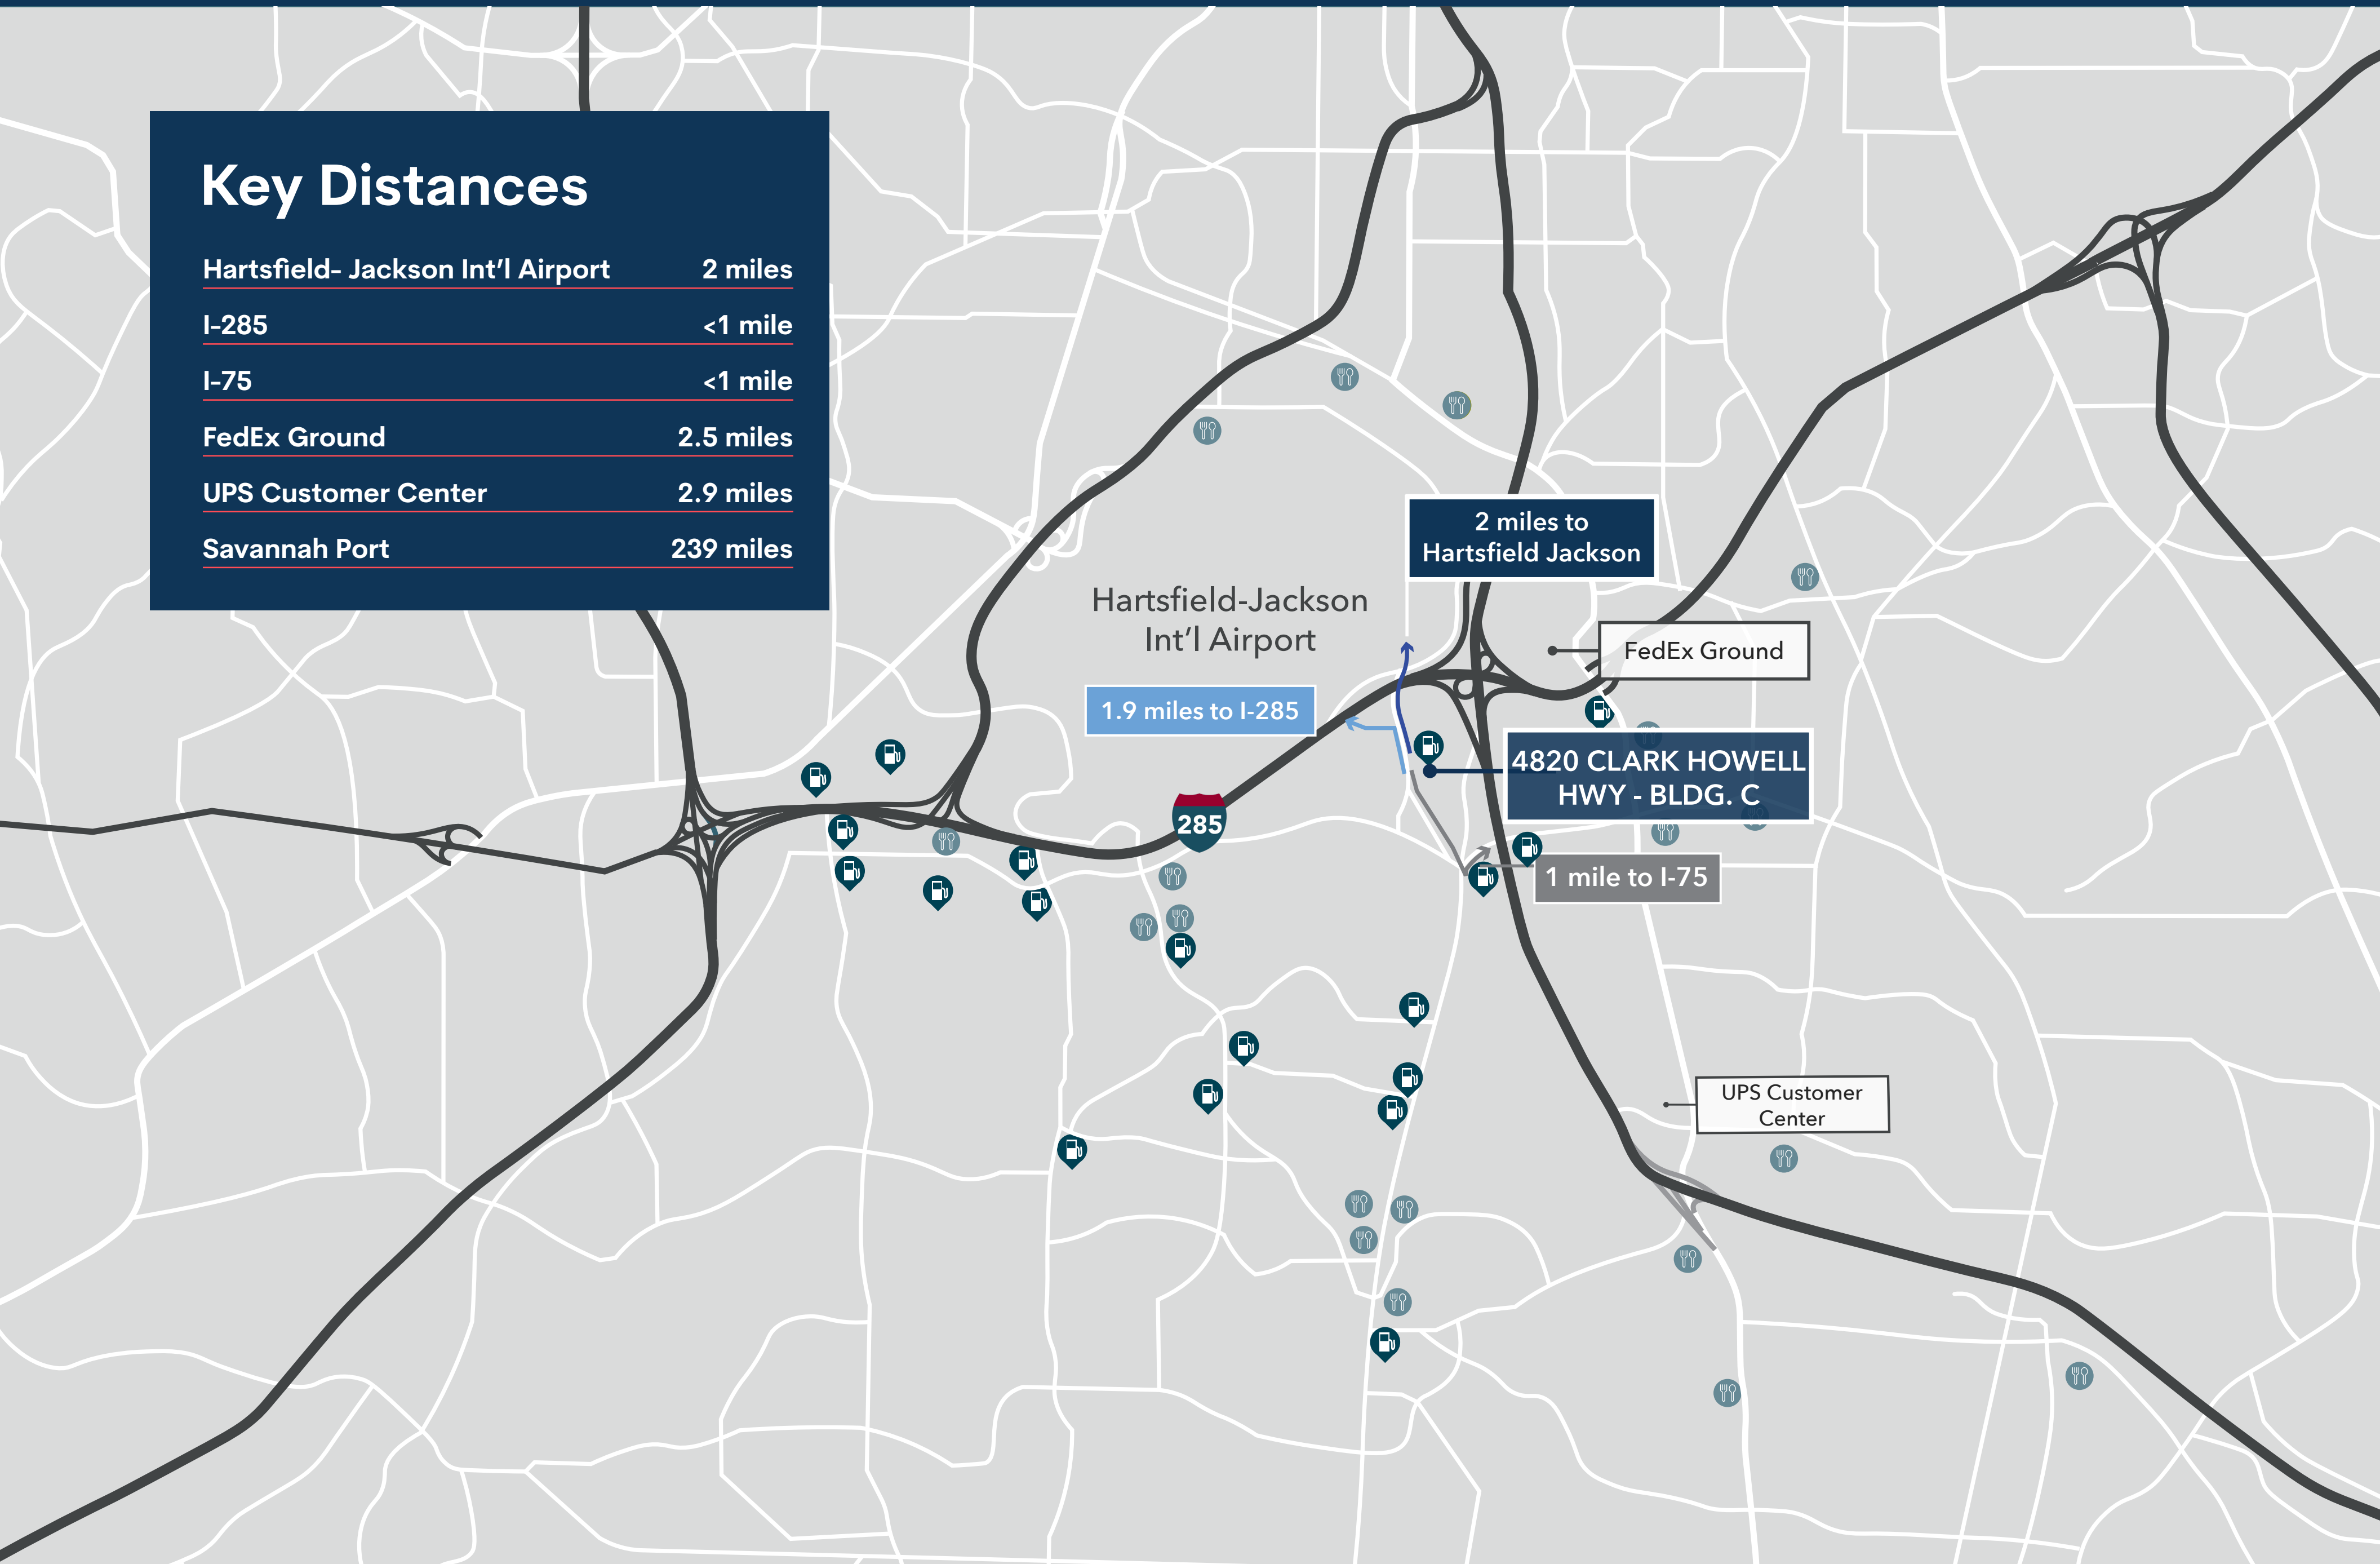 Key Distances
Hartsfield- Jackson Int'l Airport 2 miles
I-285 <1 mile
I-75 <1 mile
FedEx Ground 2.5 miles
UPS Customer Center 2.9 miles
Savannah Port 239 miles
2 miles to
Hartsfield Jackson
Hartsfield-Jackson
Int'l Airport
FedEx Ground
1.9 miles to I-285
4820 CLARK HOWELL
HWY - BLDG. C
285
1 mile to I-75
UPS Customer
Center